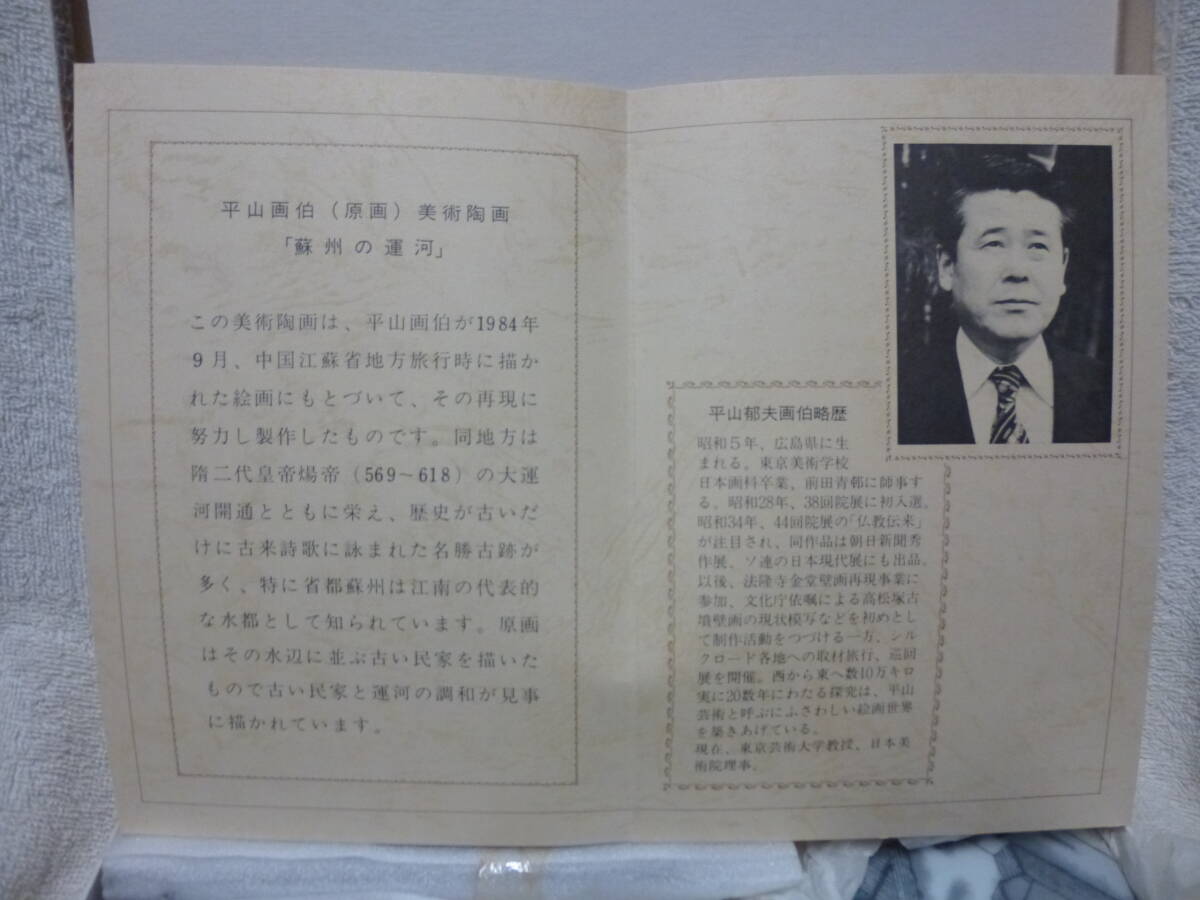 平山画伯（原画）美術陶画
「蘇州の運河」
この美術陶画は、平山画伯が1984年
9月、中国江蘇省地方旅行時に描か
れた絵画にもとづいて、その再現に
努力し製作したものです。同地方は
隋二代皇帝煬帝（569～618）の大運
河開通とともに栄え、歴史が古いだ
けに古来詩歌に詠まれた名勝古跡が
多く、特に省都蘇州は江南の代表的
な水都として知られています。原画
はその水辺に並ぶ古い民家を描いた
もので古い民家と運河の調和が見事
に描かれています。
平山郁夫画伯略歴
昭和5年、広島県に生
まれる。東京美術学校
日本画科卒業、前田青邨に師事す
る。昭和28年、38回院展に初入選。
昭和34年、44回院展の「仏教伝来」
が注目され、同作品は朝日新聞秀
作展、ソ連の日本現代展にも出品。
以後、法隆寺金堂壁画再現事業に
参加、文化庁依嘱による高松塚古
墳壁画の現状模写などを初めとし
て制作活動をつづける一方、シル
クロード各地への取材旅行、巡回
展を開催。西から東へ数10万キロ
実に20数年にわたる探究は、平山
芸術と呼ぶにふさわしい絵画世界
を築きあげている。
現在、東京芸術大学教授、日本美
術院理事。